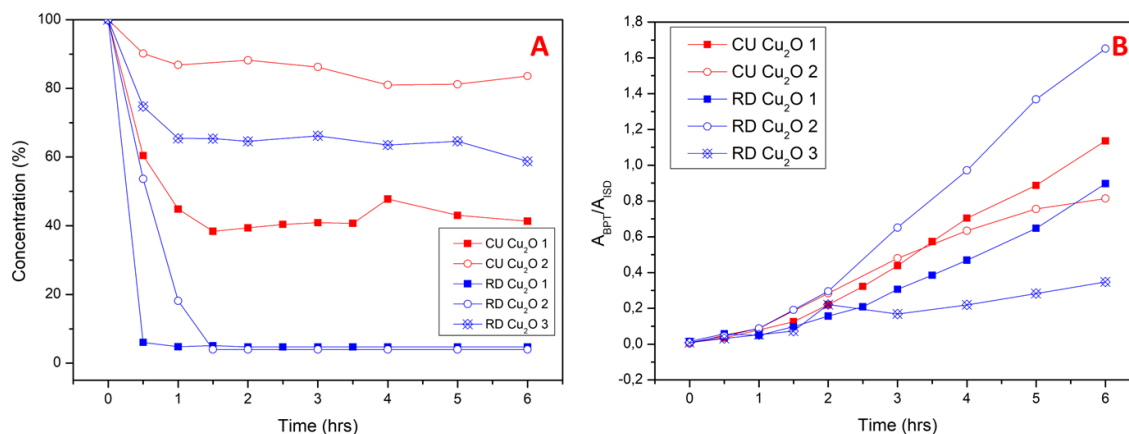 A
100
80
60
40
20
0
Concentration (%)
CU Cu₂O 1
CU Cu₂O 2
RD Cu₂O 1
RD Cu₂O 2
RD Cu₂O 3
0 1 2 3 4 5 6
Time (hrs)
B
1,8
1,6
1,4
1,2
1,0
0,8
0,6
0,4
0,2
0,0
-0,2
A_BPT/A_ISD
CU Cu₂O 1
CU Cu₂O 2
RD Cu₂O 1
RD Cu₂O 2
RD Cu₂O 3
0 1 2 3 4 5 6
Time (hrs)